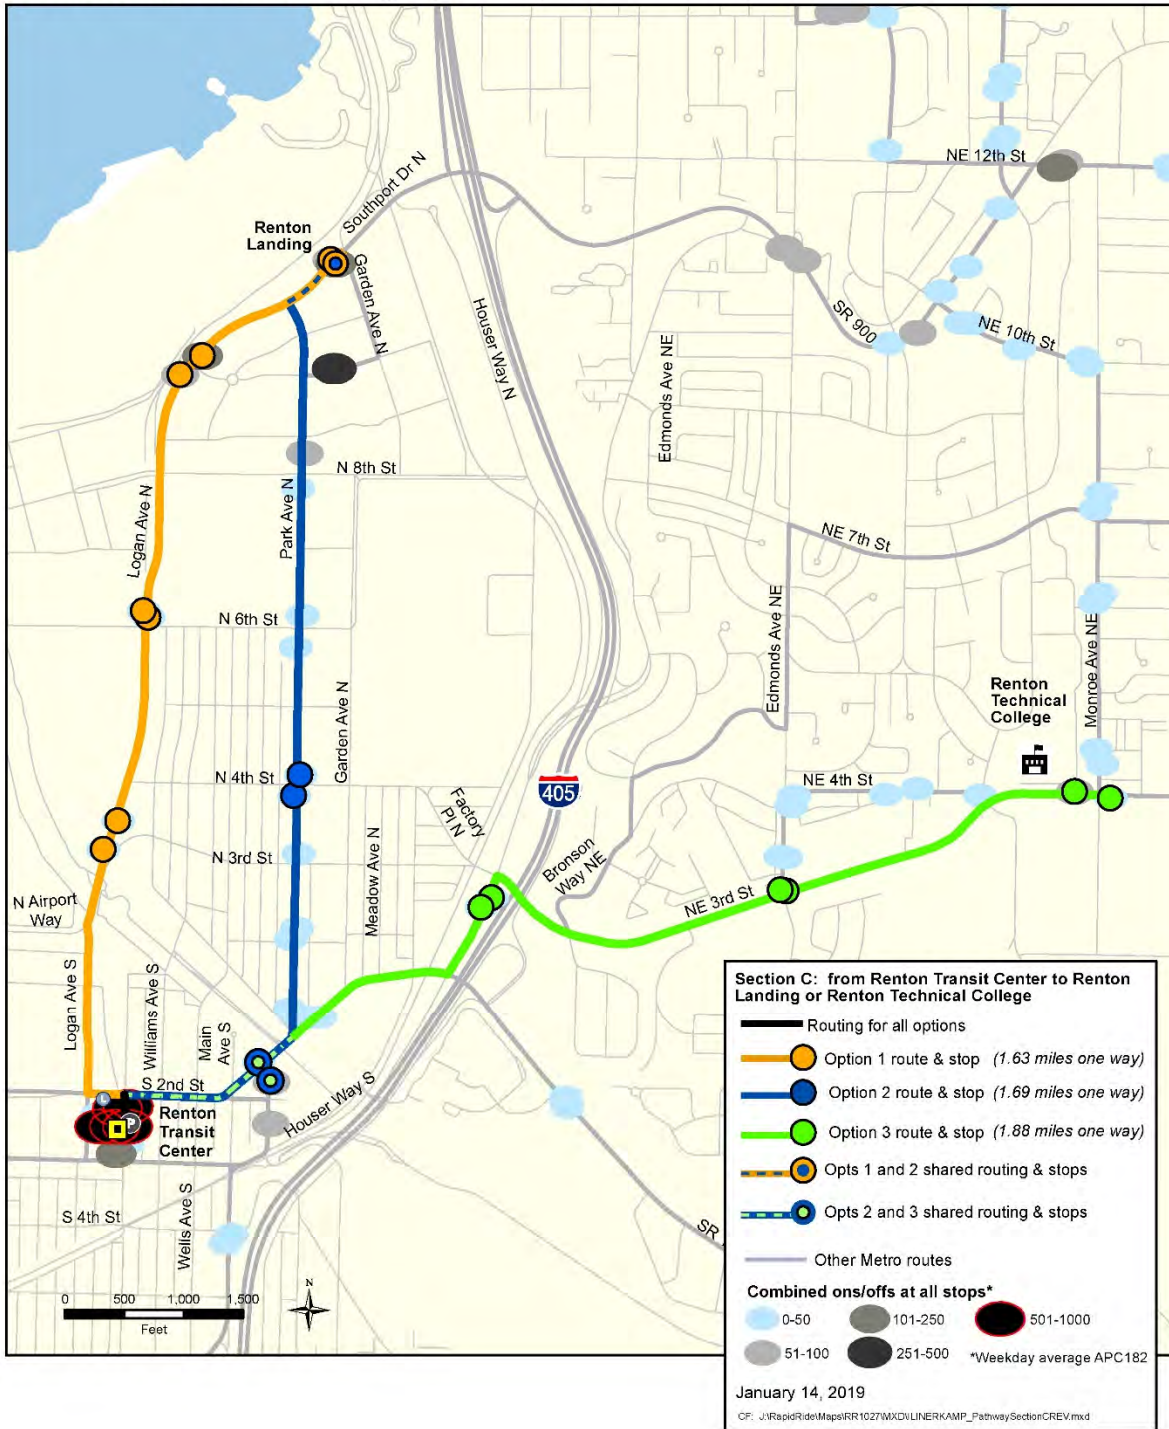 NE 12th St
Southport Dr N
Renton
Landing
Garden Ave N
Houser Way N
SR 900
NE 10th St
Edmonds Ave NE
N 8th St
Logan Ave N
Park Ave N
NE 7th St
N 6th St
Edmonds Ave NE
Monroe Ave NE
Renton
Technical
College
Garden Ave N
N 4th St
405
NE 4th St
Factory
Pl N
N 3rd St
Meadow Ave N
Bronson
Way NE
NE 3rd St
N Airport
Way
Logan Ave S
Williams Ave S
Main
Ave S
S 2nd St
L
P
Renton
Transit
Center
Houser Way S
S 4th St
Wells Ave S
SR
N
0 500 1,000 1,500
Feet
Section C: from Renton Transit Center to Renton
Landing or Renton Technical College
Routing for all options
Option 1 route & stop (1.63 miles one way)
Option 2 route & stop (1.69 miles one way)
Option 3 route & stop (1.88 miles one way)
Opts 1 and 2 shared routing & stops
Opts 2 and 3 shared routing & stops
Other Metro routes
Combined ons/offs at all stops*
0-50 101-250 501-1000
51-100 251-500 *Weekday average APC182
January 14, 2019
CF: J:\RapidRide\Maps\RR1027\MXD\LINERKAMP_PathwaySectionCREV.mxd